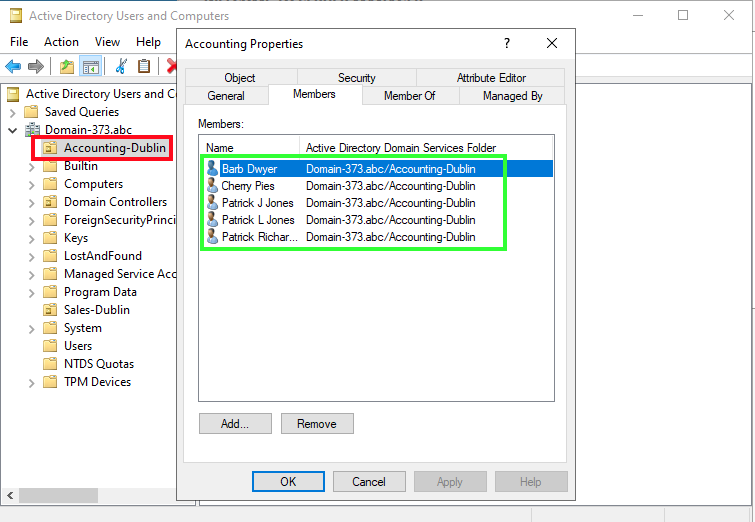 Active Directory Users and Computers
File Action View Help
Active Directory Users and Co
Saved Queries
Domain-373.abc
Accounting-Dublin
Builtin
Computers
Domain Controllers
ForeignSecurityPrinci
Keys
LostAndFound
Managed Service Acc
Program Data
Sales-Dublin
System
Users
NTDS Quotas
TPM Devices
Accounting Properties
Object Security Attribute Editor
General Members Member Of Managed By
Members:
Name Active Directory Domain Services Folder
Barb Dwyer Domain-373.abc/Accounting-Dublin
Cherry Pies Domain-373.abc/Accounting-Dublin
Patrick J Jones Domain-373.abc/Accounting-Dublin
Patrick L Jones Domain-373.abc/Accounting-Dublin
Patrick Richar... Domain-373.abc/Accounting-Dublin
Add... Remove
OK Cancel Apply Help